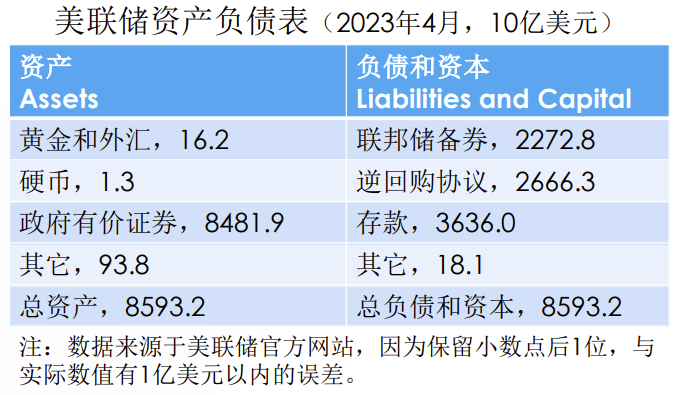 美联储资产负债表（2023年4月，10亿美元）
资产 负债和资本
Assets Liabilities and Capital
黄金和外汇，16.2 联邦储备券，2272.8
硬币，1.3 逆回购协议，2666.3
政府有价证券，8481.9 存款，3636.0
其它，93.8 其它，18.1
总资产，8593.2 总负债和资本，8593.2
注：数据来源于美联储官方网站，因为保留小数点后1位，与
实际数值有1亿美元以内的误差。